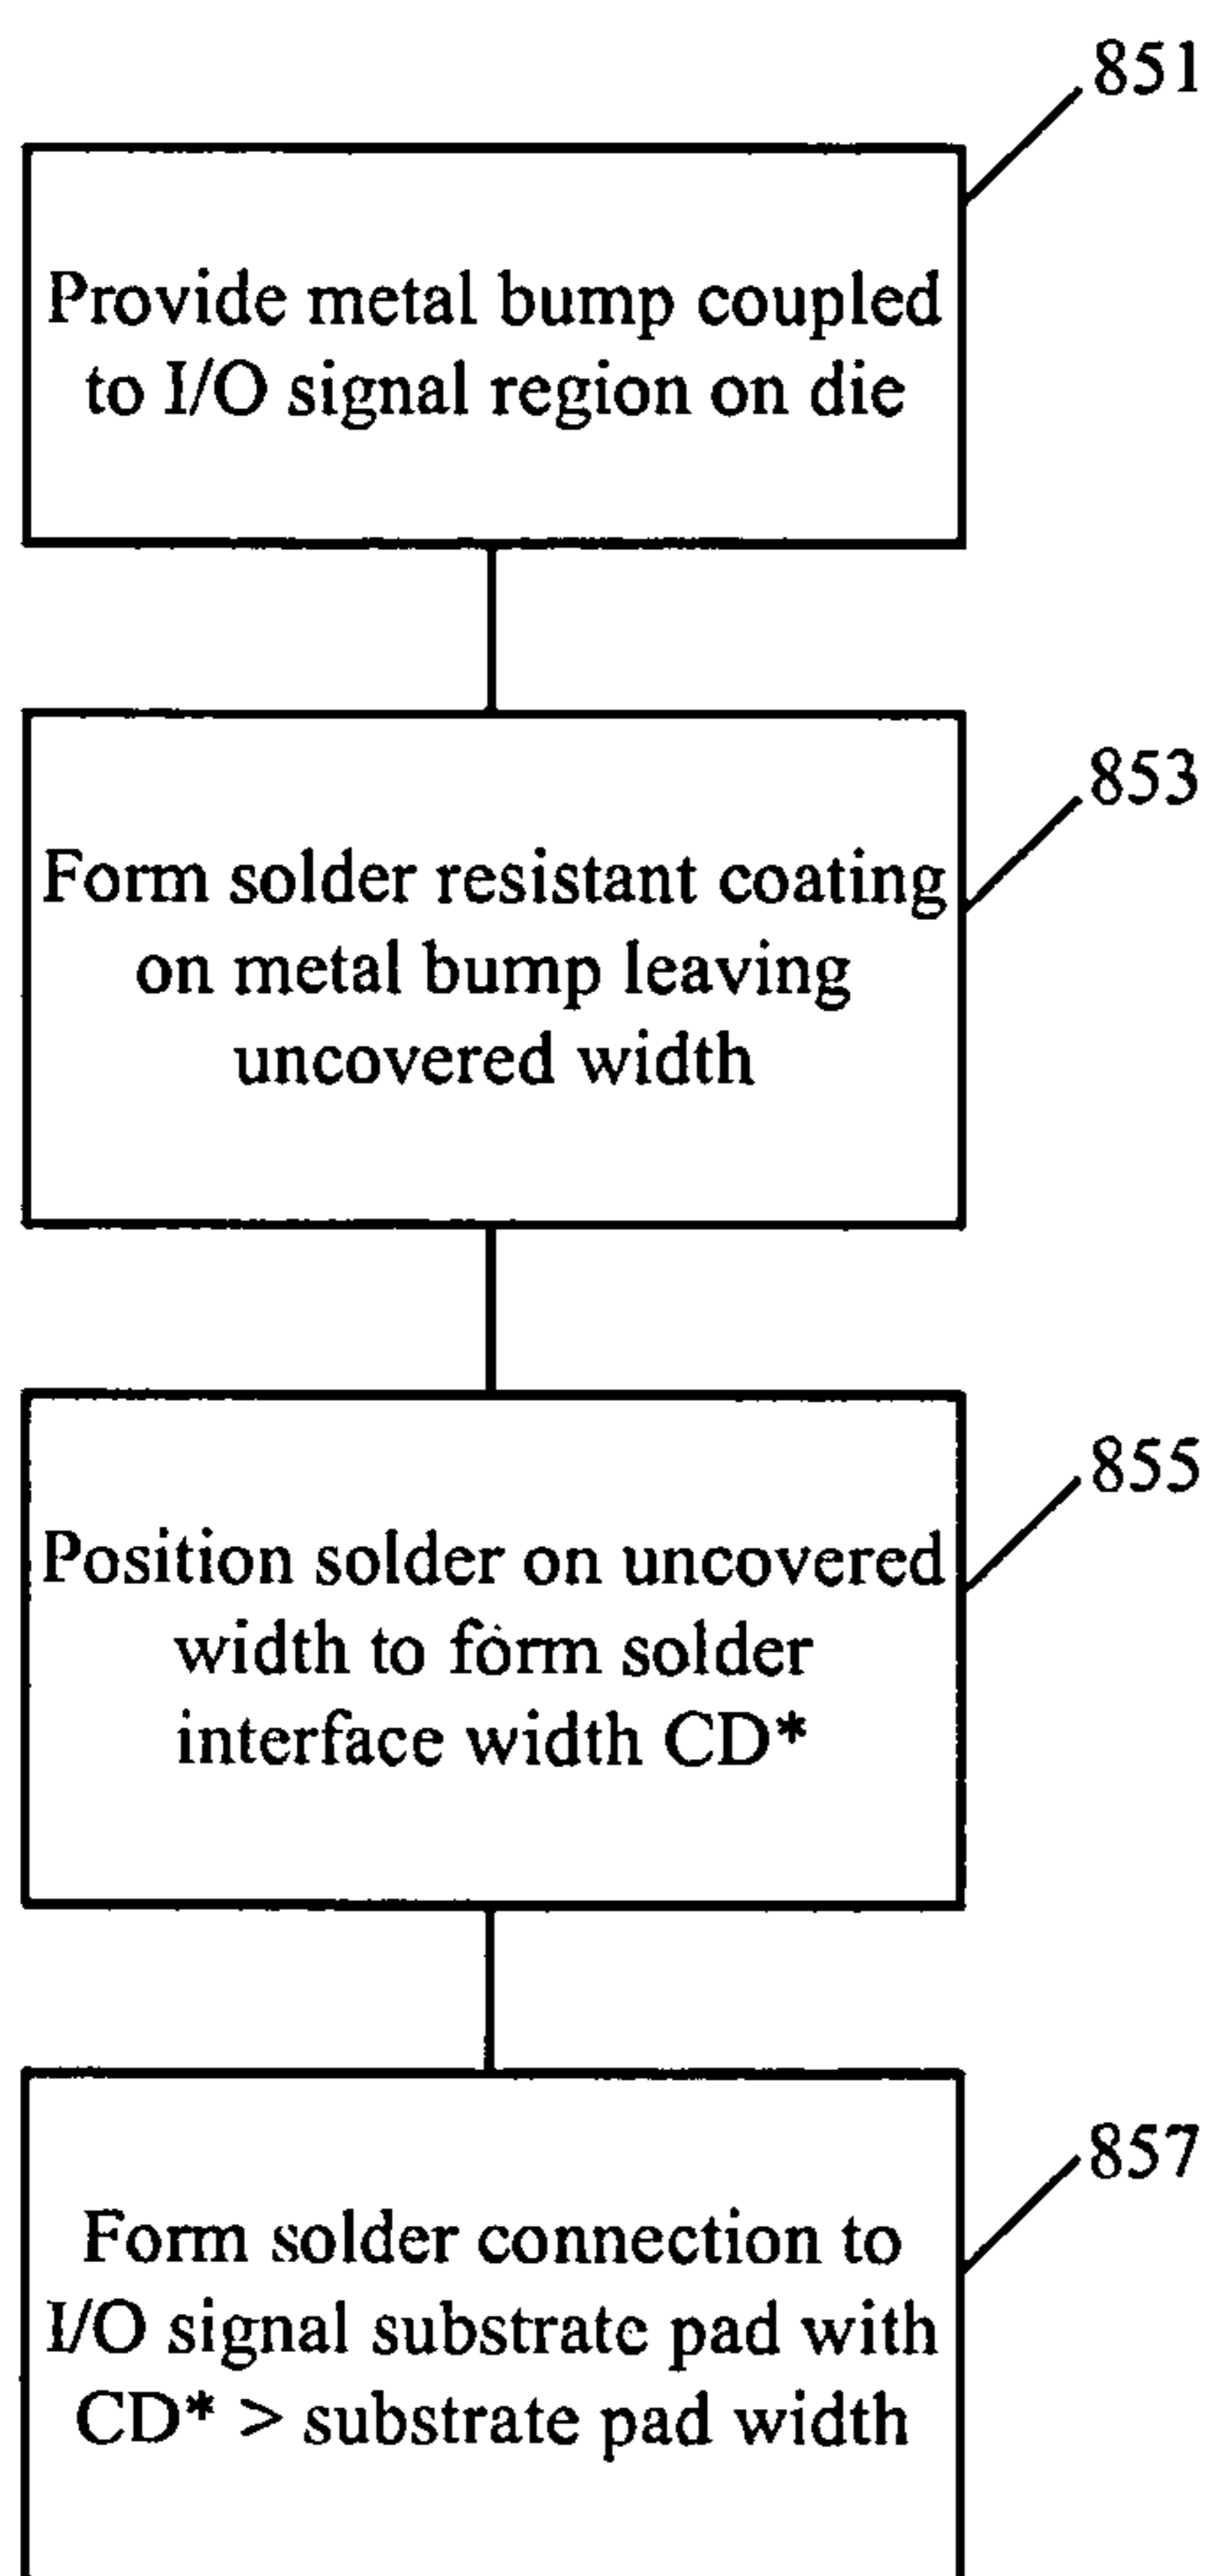 851
Provide metal bump coupled
to I/O signal region on die
853
Form solder resistant coating
on metal bump leaving
uncovered width
855
Position solder on uncovered
width to form solder
interface width CD*
857
Form solder connection to
I/O signal substrate pad with
CD* > substrate pad width